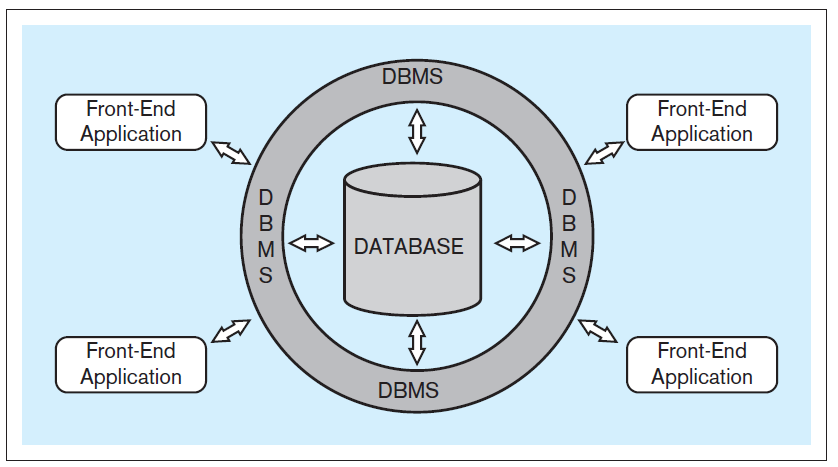 DBMS
Front-End
Application
Front-End
Application
D
B
M
S
DATABASE
D
B
M
S
Front-End
Application
Front-End
Application
DBMS